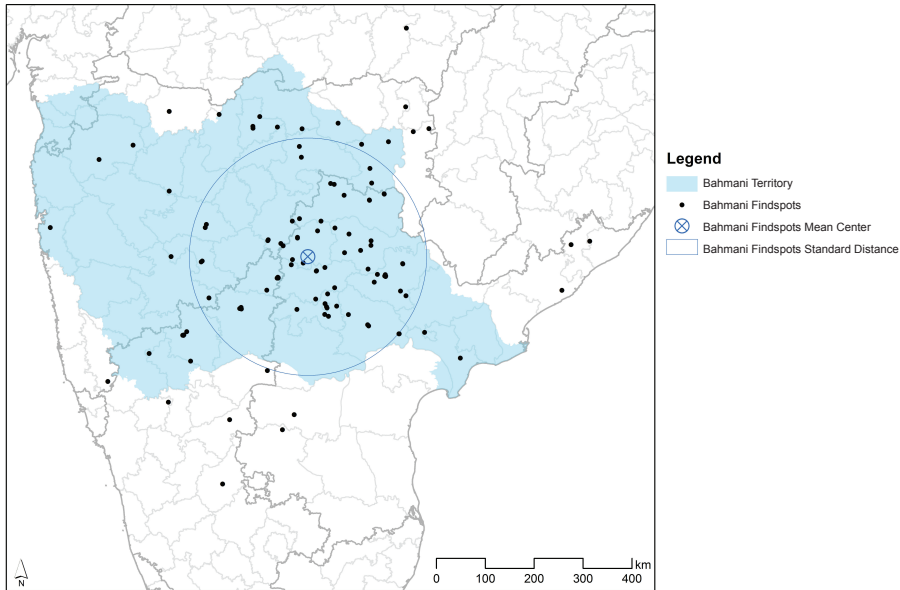 Legend
Bahmani Territory
Bahmani Findspots
Bahmani Findspots Mean Center
Bahmani Findspots Standard Distance
N
km
0 100 200 300 400